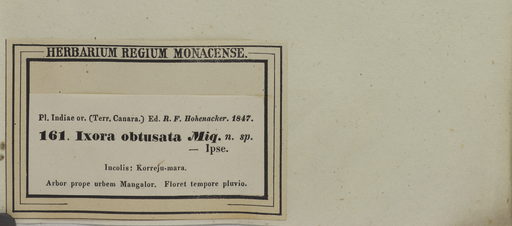 HERBARIUM REGIUM MONACENSE.
Pl. Indiae or. (Terr. Canara.) Ed. R. F. Hohenacker. 1847.
161. Ixora obtusata Miq. n. sp.
— Ipse.
Incolis: Korreju-mara.
Arbor prope urbem Mangalor. Floret tempore pluvio.